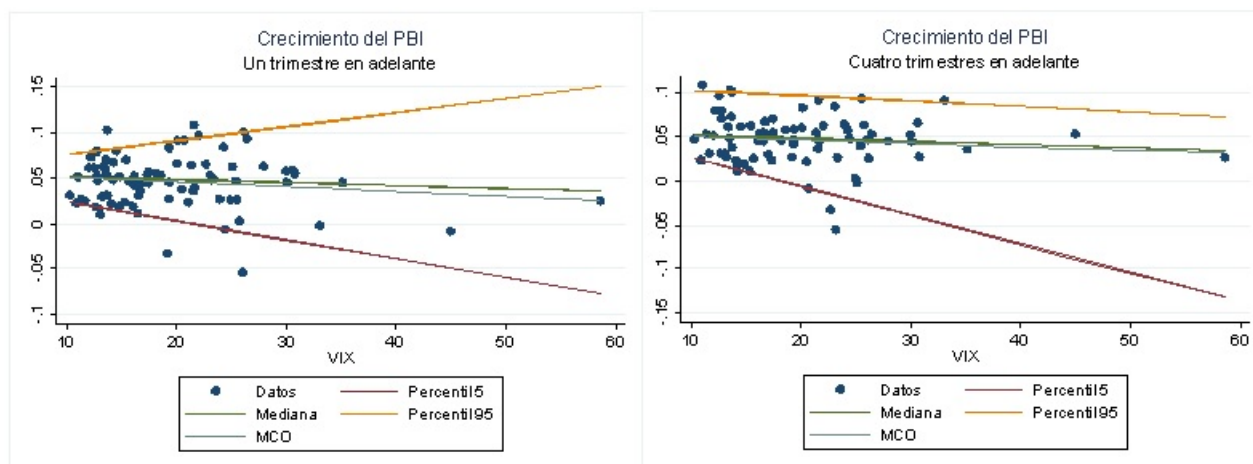 Crecimiento del PBI
Un trimestre en adelante
.15
.1
.05
0
-.05
-.1
10 20 30 40 50 60
VIX
Datos Percentil5
Mediana Percentil95
MCO
Crecimiento del PBI
Cuatro trimestres en adelante
.1
.05
0
-.05
-.1
-.15
10 20 30 40 50 60
VIX
Datos Percentil5
Mediana Percentil95
MCO